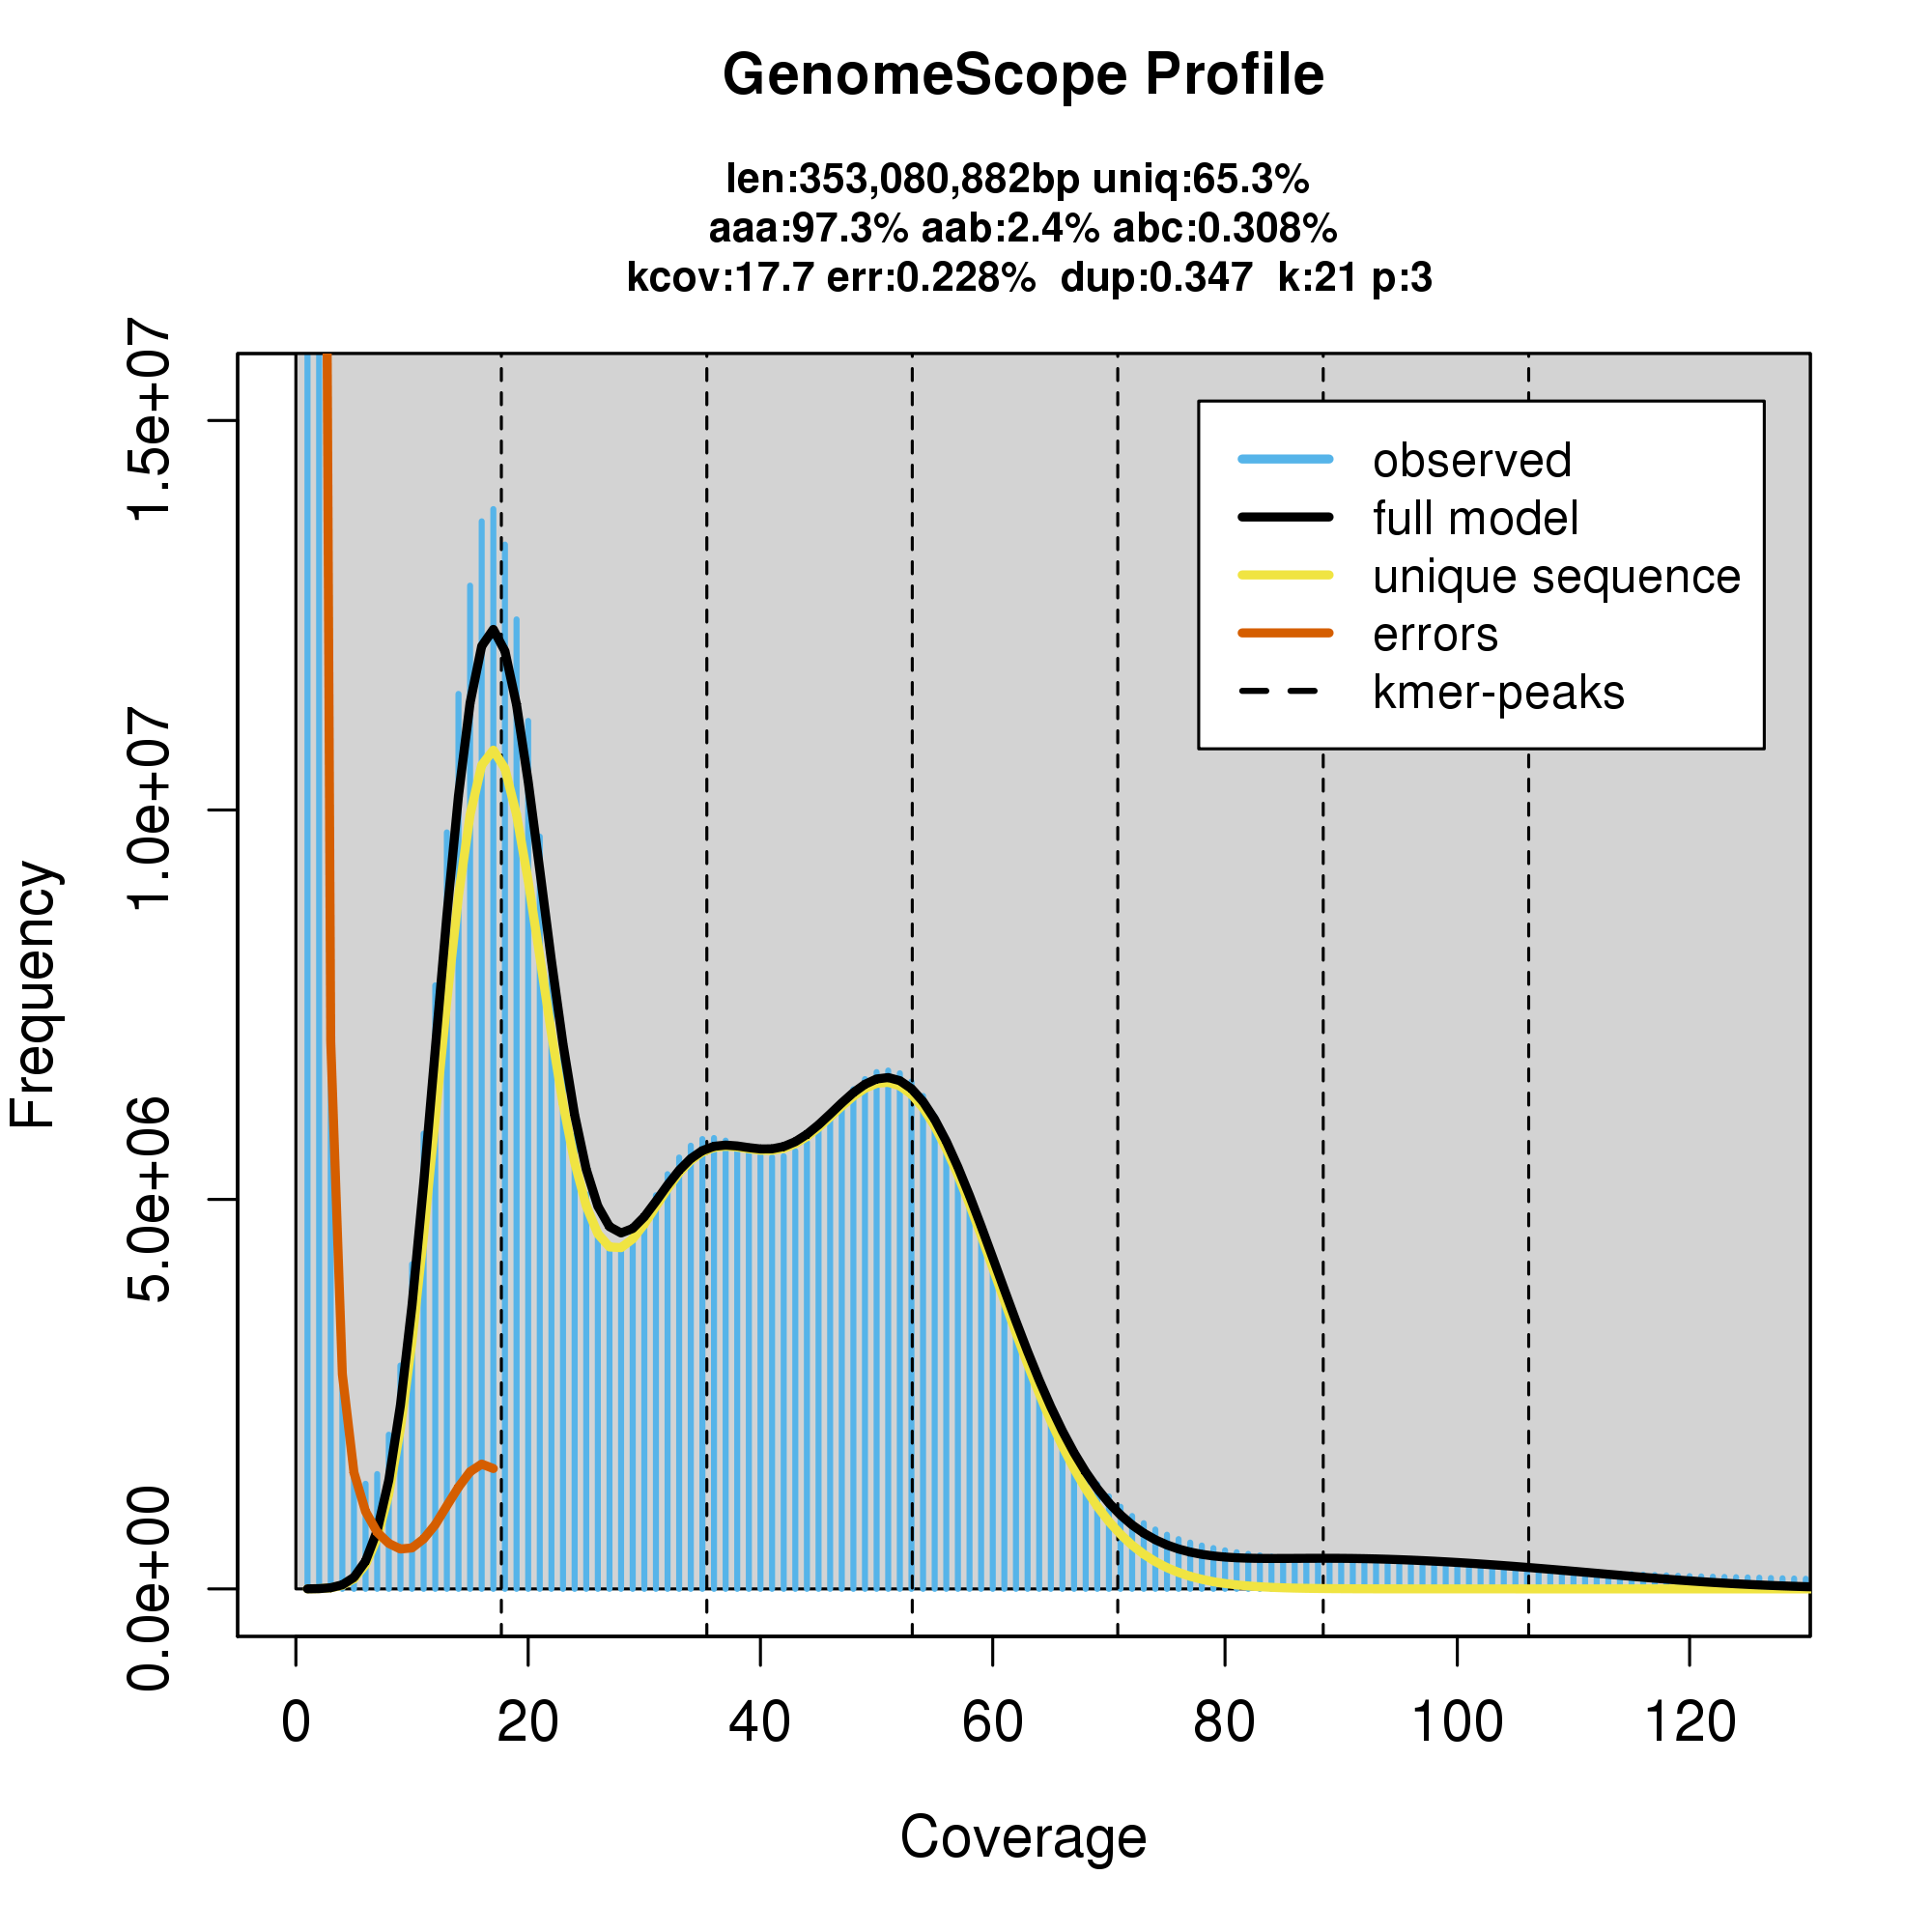 GenomeScope Profile
len:353,080,882bp uniq:65.3%
aaa:97.3% aab:2.4% abc:0.308%
kcov:17.7 err:0.228% dup:0.347 k:21 p:3
observed
full model
unique sequence
errors
kmer-peaks
Frequency
1.5e+07
1.0e+07
5.0e+06
0.0e+00
0 20 40 60 80 100 120
Coverage